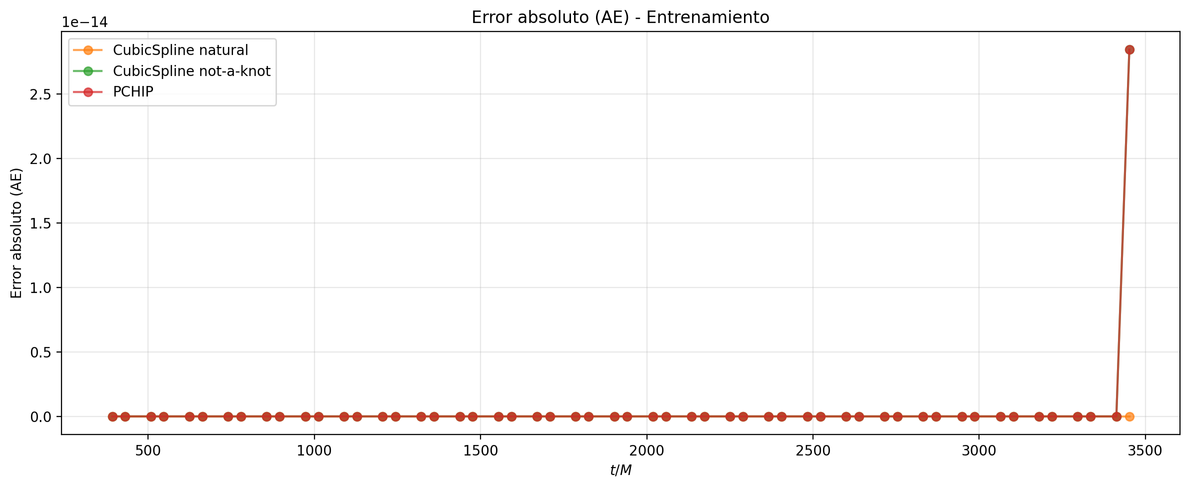 Error absoluto (AE) - Entrenamiento
1e−14
CubicSpline natural
CubicSpline not-a-knot
PCHIP
2.5
2.0
1.5
1.0
0.5
0.0
Error absoluto (AE)
500 1000 1500 2000 2500 3000 3500
t/M